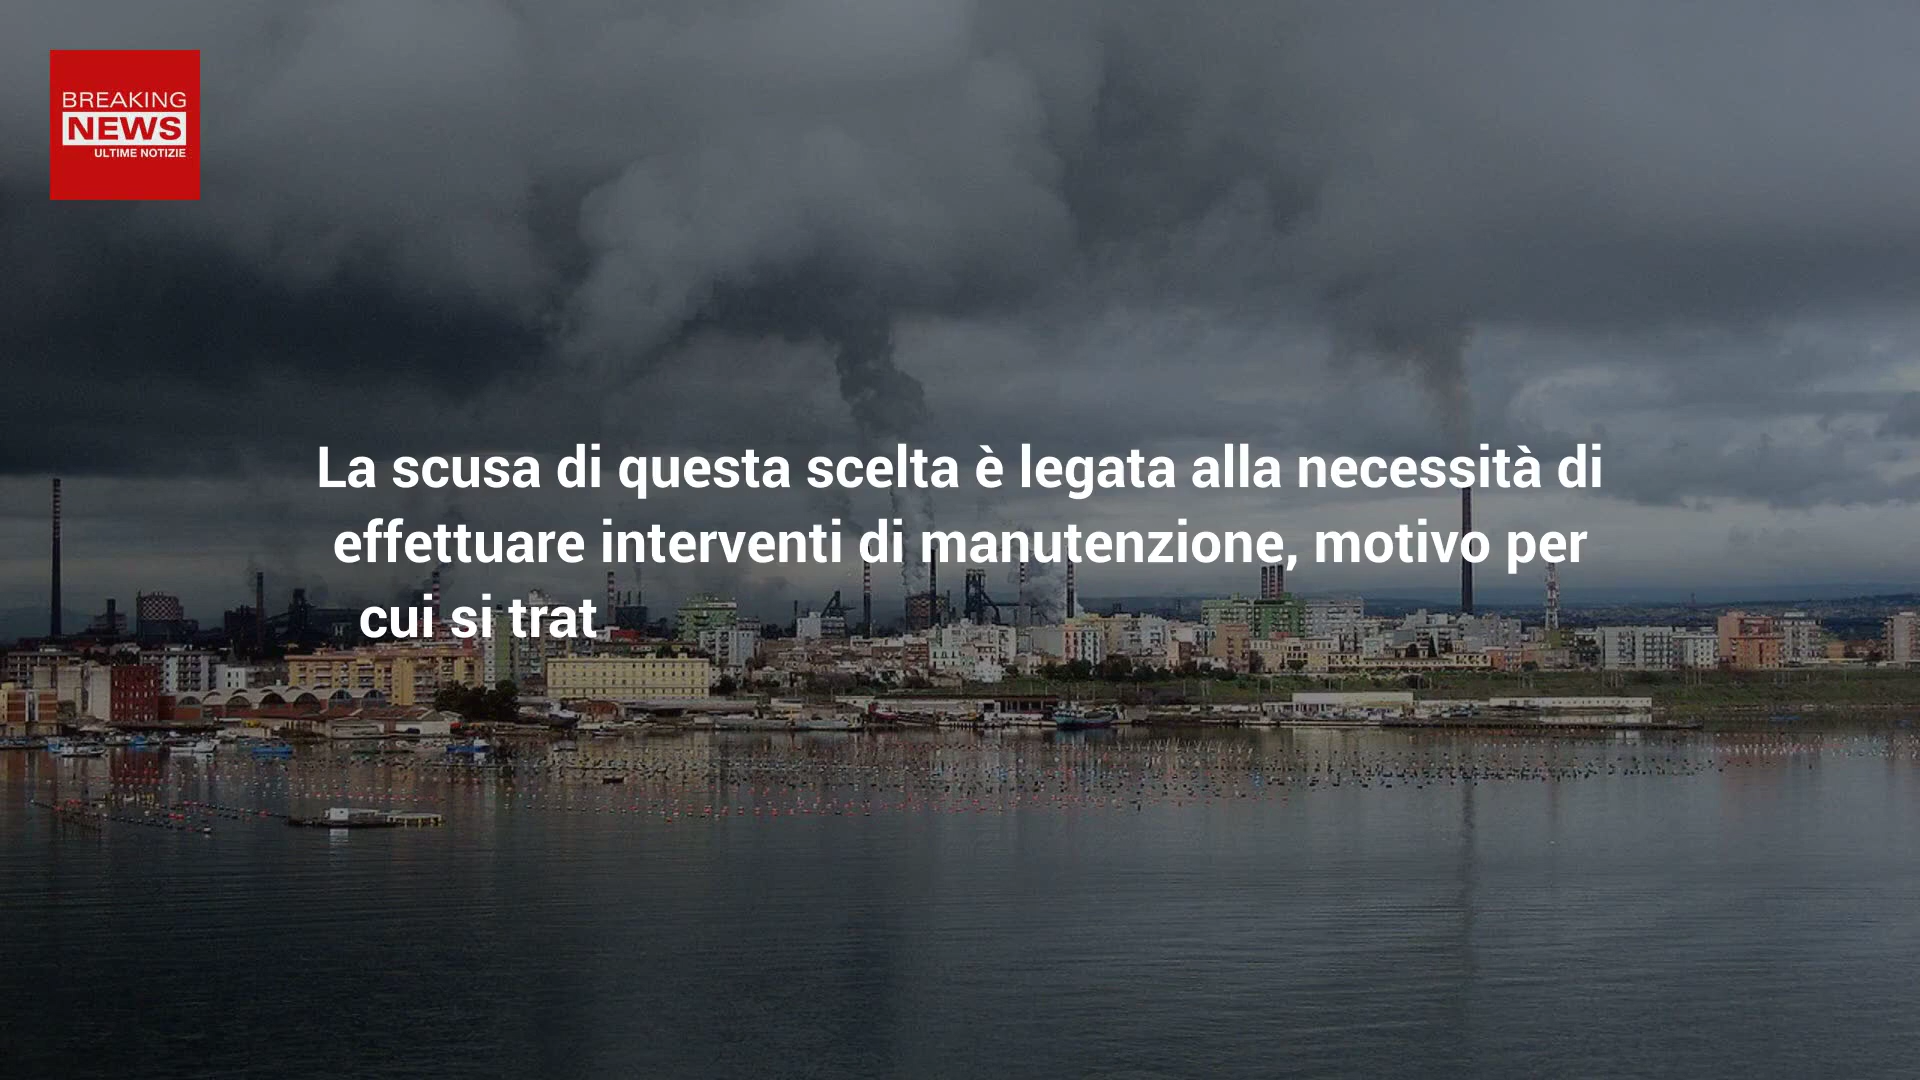 BREAKING
NEWS
ULTIME NOTIZIE
La scusa di questa scelta è legata alla necessità di
effettuare interventi di manutenzione, motivo per
cui si trat